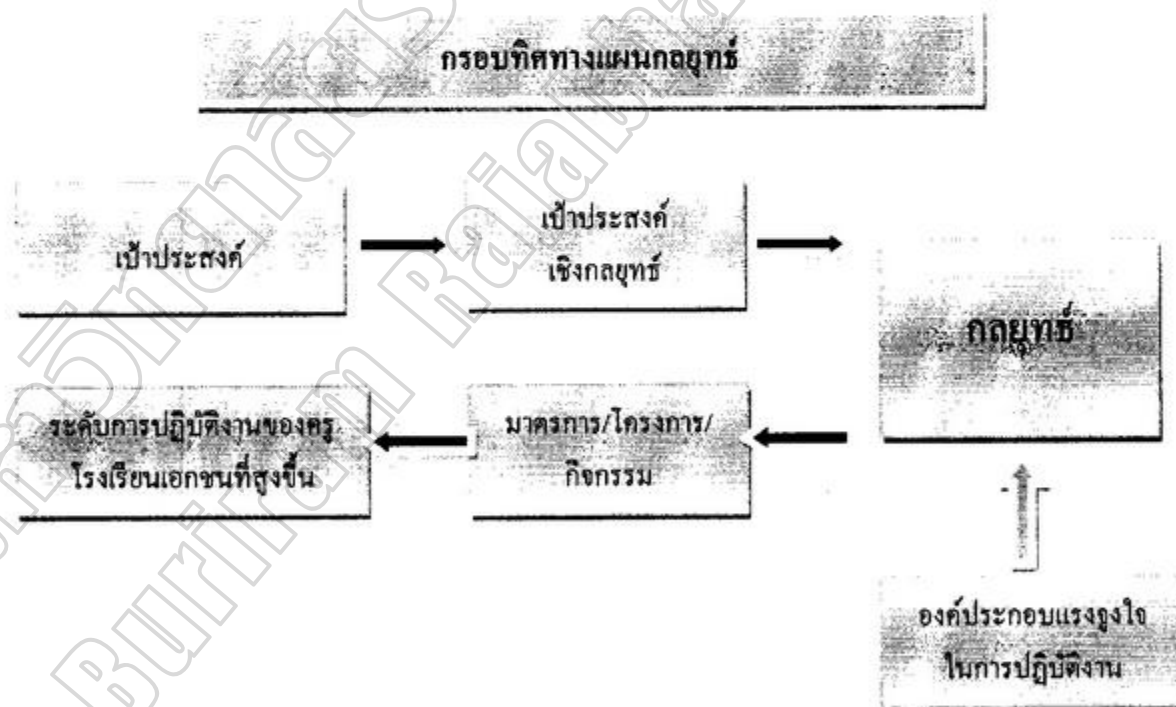 กรอบทิศทางแผนกลยุทธ์
เป้าประสงค์
เป้าประสงค์
เชิงกลยุทธ์
กลยุทธ์
ระดับการปฏิบัติงานของครู
โรงเรียนเอกชนที่สูงขึ้น
มาตรการ/โครงการ/
กิจกรรม
องค์ประกอบแรงจูงใจ
ในการปฏิบัติงาน
Buriram